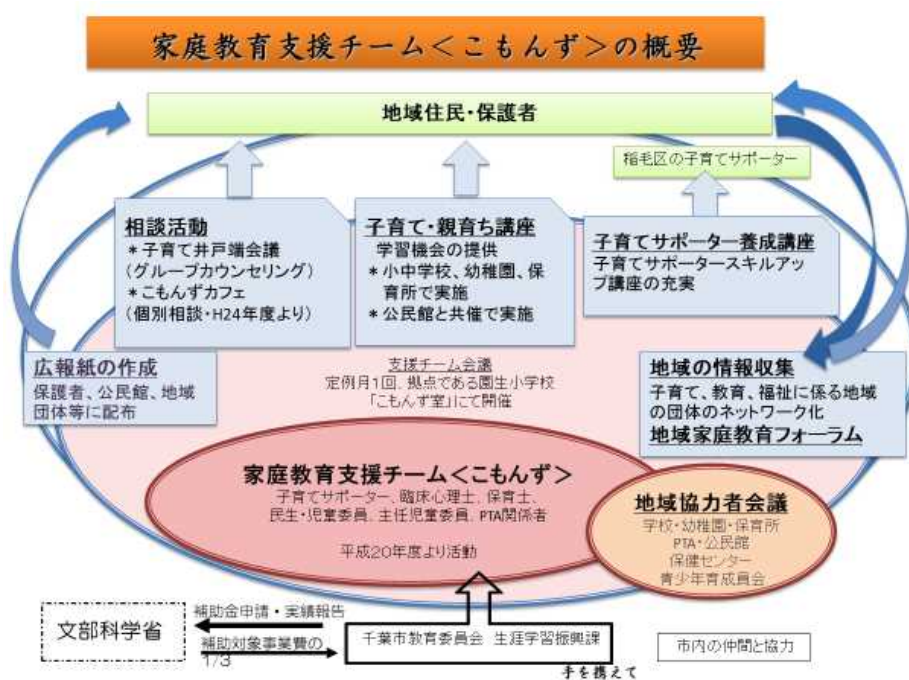 家庭教育支援チーム＜こもんず＞の概要
地域住民・保護者
稲毛区の子育てサポーター
相談活動
＊子育て井戸端会議
(グループカウンセリング)
＊こもんずカフェ
(個別相談・H24年度より)
子育て・親育ち講座
学習機会の提供
＊小中学校、幼稚園、保
育所で実施
＊公民館と共催で実施
子育てサポーター養成講座
子育てサポータースキルアッ
プ講座の充実
広報紙の作成
保護者、公民館、地域
団体等に配布
支援チーム会議
定例月1回、拠点である園生小学校
「こもんず室」にて開催
地域の情報収集
子育て、教育、福祉に係る地域
の団体のネットワーク化
地域家庭教育フォーラム
家庭教育支援チーム＜こもんず＞
子育てサポーター、臨床心理士、保育士、
民生・児童委員、主任児童委員、PTA関係者
平成20年度より活動
地域協力者会議
学校・幼稚園・保育所
PTA・公民館
保健センター
青少年育成員会
文部科学省
補助金申請・実績報告
補助対象事業費の
1/3
千葉市教育委員会 生涯学習振興課
手を携えて
市内の仲間と協力